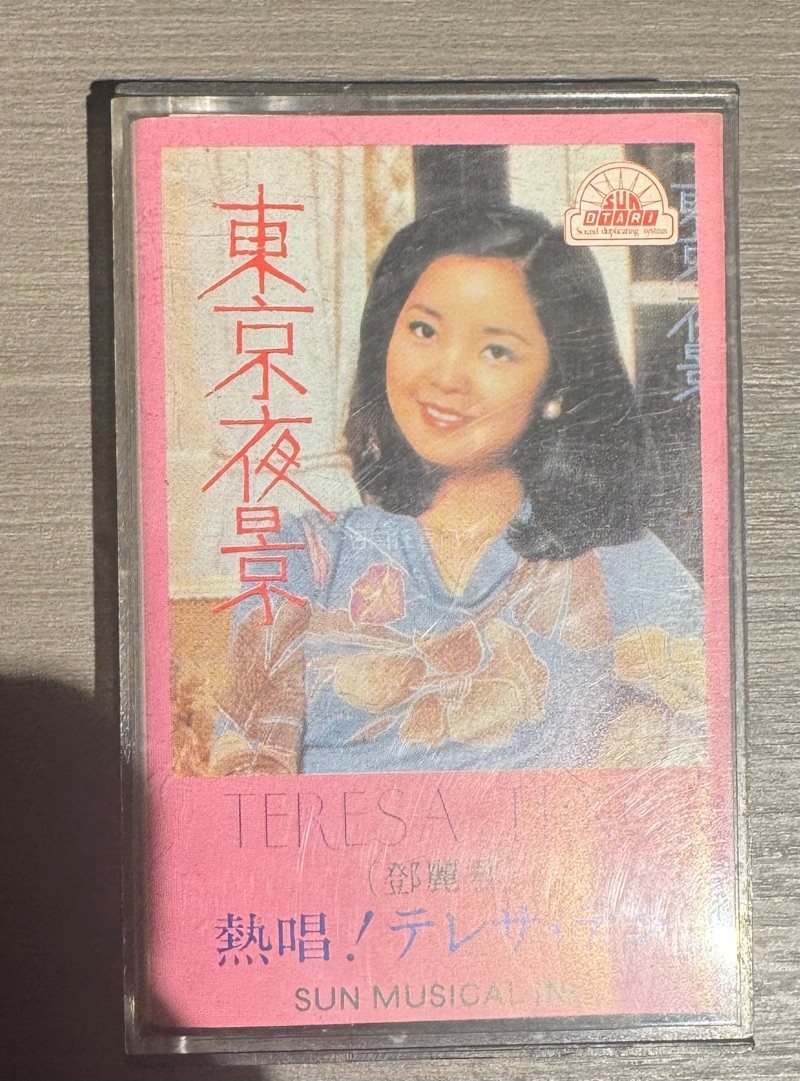 東京夜景
SUN
OTARI
Sound duplicating system
東京夜景
TERESA
(鄧麗君)
熱唱!テレサ・テン
SUN MUSICAL INC